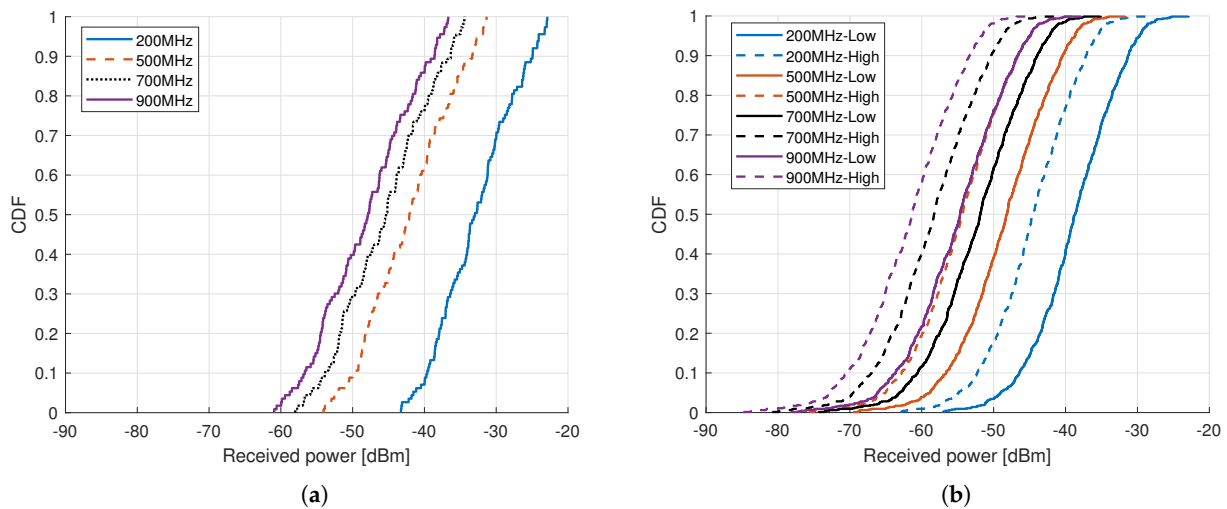 1
0.9
0.8
0.7
0.6
0.5
0.4
0.3
0.2
0.1
0
CDF
200MHz
500MHz
700MHz
900MHz
-90 -80 -70 -60 -50 -40 -30 -20
Received power [dBm]
(a)
1
0.9
0.8
0.7
0.6
0.5
0.4
0.3
0.2
0.1
0
CDF
200MHz-Low
200MHz-High
500MHz-Low
500MHz-High
700MHz-Low
700MHz-High
900MHz-Low
900MHz-High
-90 -80 -70 -60 -50 -40 -30 -20
Received power [dBm]
(b)